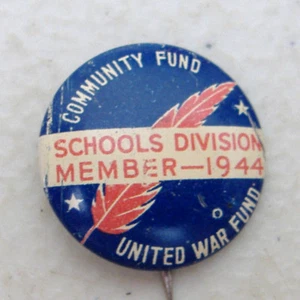 COMMUNITY FUND
SCHOOLS DIVISION
MEMBER—1944
UNITED WAR FUND